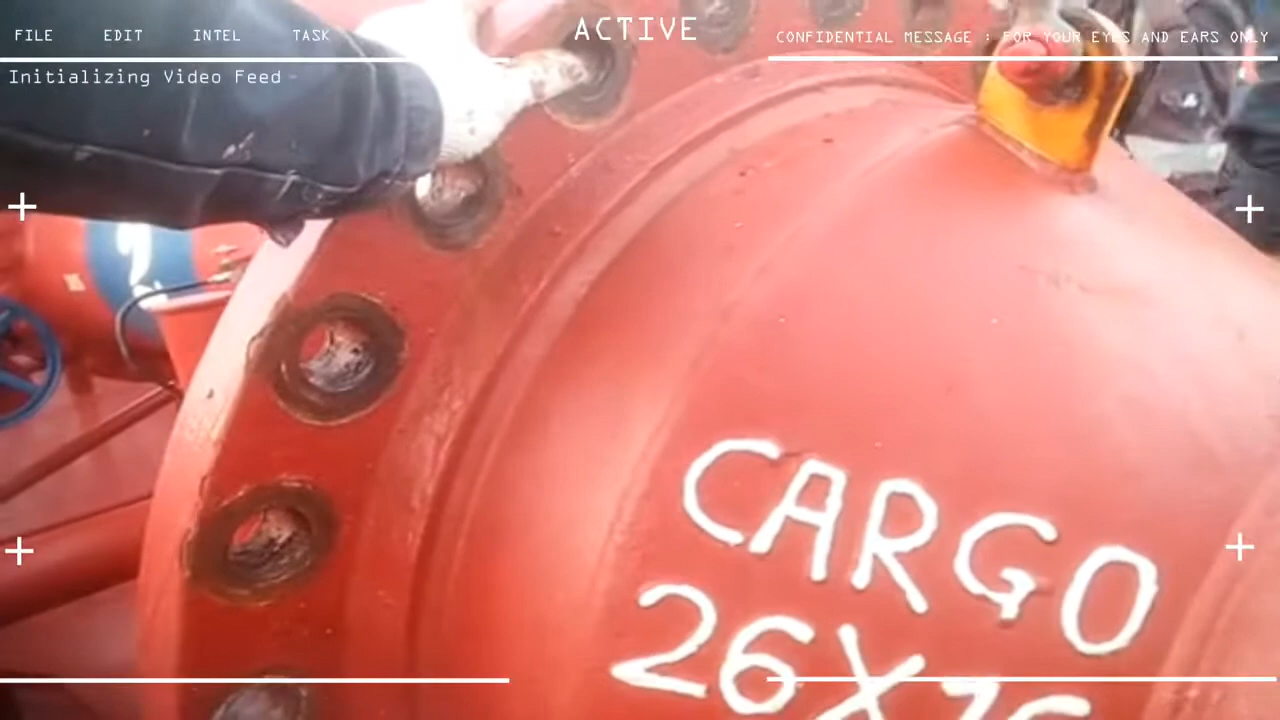 FILE EDIT INTEL TASK
ACTIVE
CONFIDENTIAL MESSAGE : FOR YOUR EYES AND EARS ONLY
Initializing Video Feed
CARGO